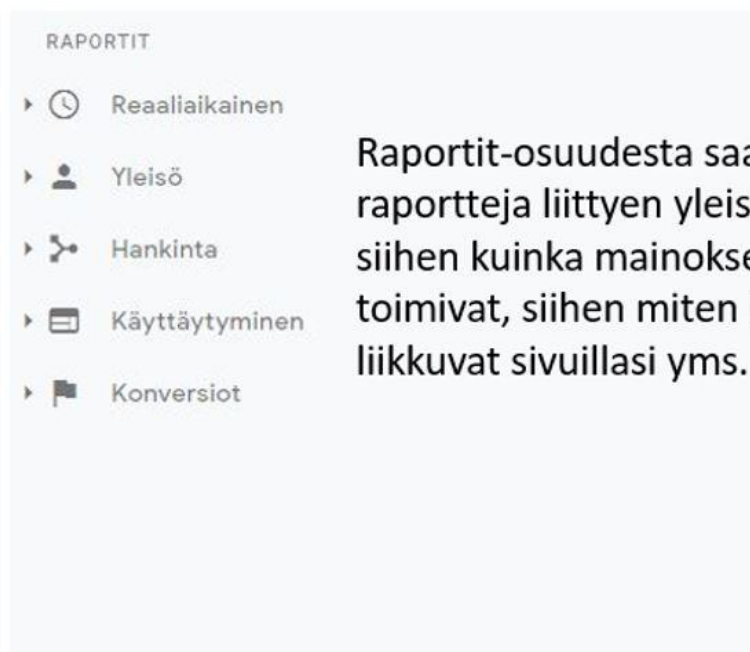 RAPORTIT
Reaaliaikainen
Yleisö
Hankinta
Käyttäytyminen
Konversiot
Raportit-osuudesta
raportteja liittyen
siihen kuinka
toimivat, siihen miten
liikkuvat sivuillasi yms.